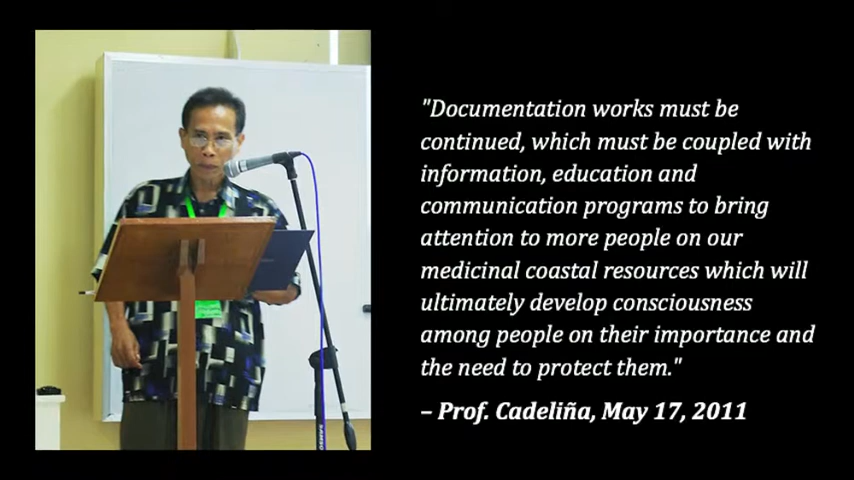 "Documentation works must be
continued, which must be coupled with
information, education and
communication programs to bring
attention to more people on our
medicinal coastal resources which will
ultimately develop consciousness
among people on their importance and
the need to protect them."
– Prof. Cadeliña, May 17, 2011